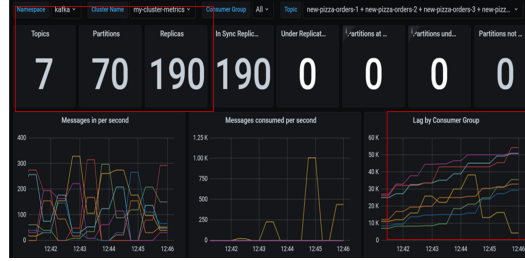 Namespace kafka Cluster Name my-cluster-metrics Consumer Group All Topic new-pizza-orders-1 + new-pizza-orders-2 + new-pizza-orders-3 + new-pizz...
Topics Partitions Replicas In Sync Replic... Under Replicat... Partitions at ... Partitions und... Partitions not ...
7 70 190 190 0 0 0 0
Messages in per second
400
300
200
100
0
12:42 12:43 12:44 12:45 12:46
Messages consumed per second
1.25 K
1.00 K
750
500
250
0
12:42 12:43 12:44 12:45 12:46
Lag by Consumer Group
60 K
50 K
40 K
30 K
20 K
10 K
0
12:42 12:43 12:44 12:45 12:46